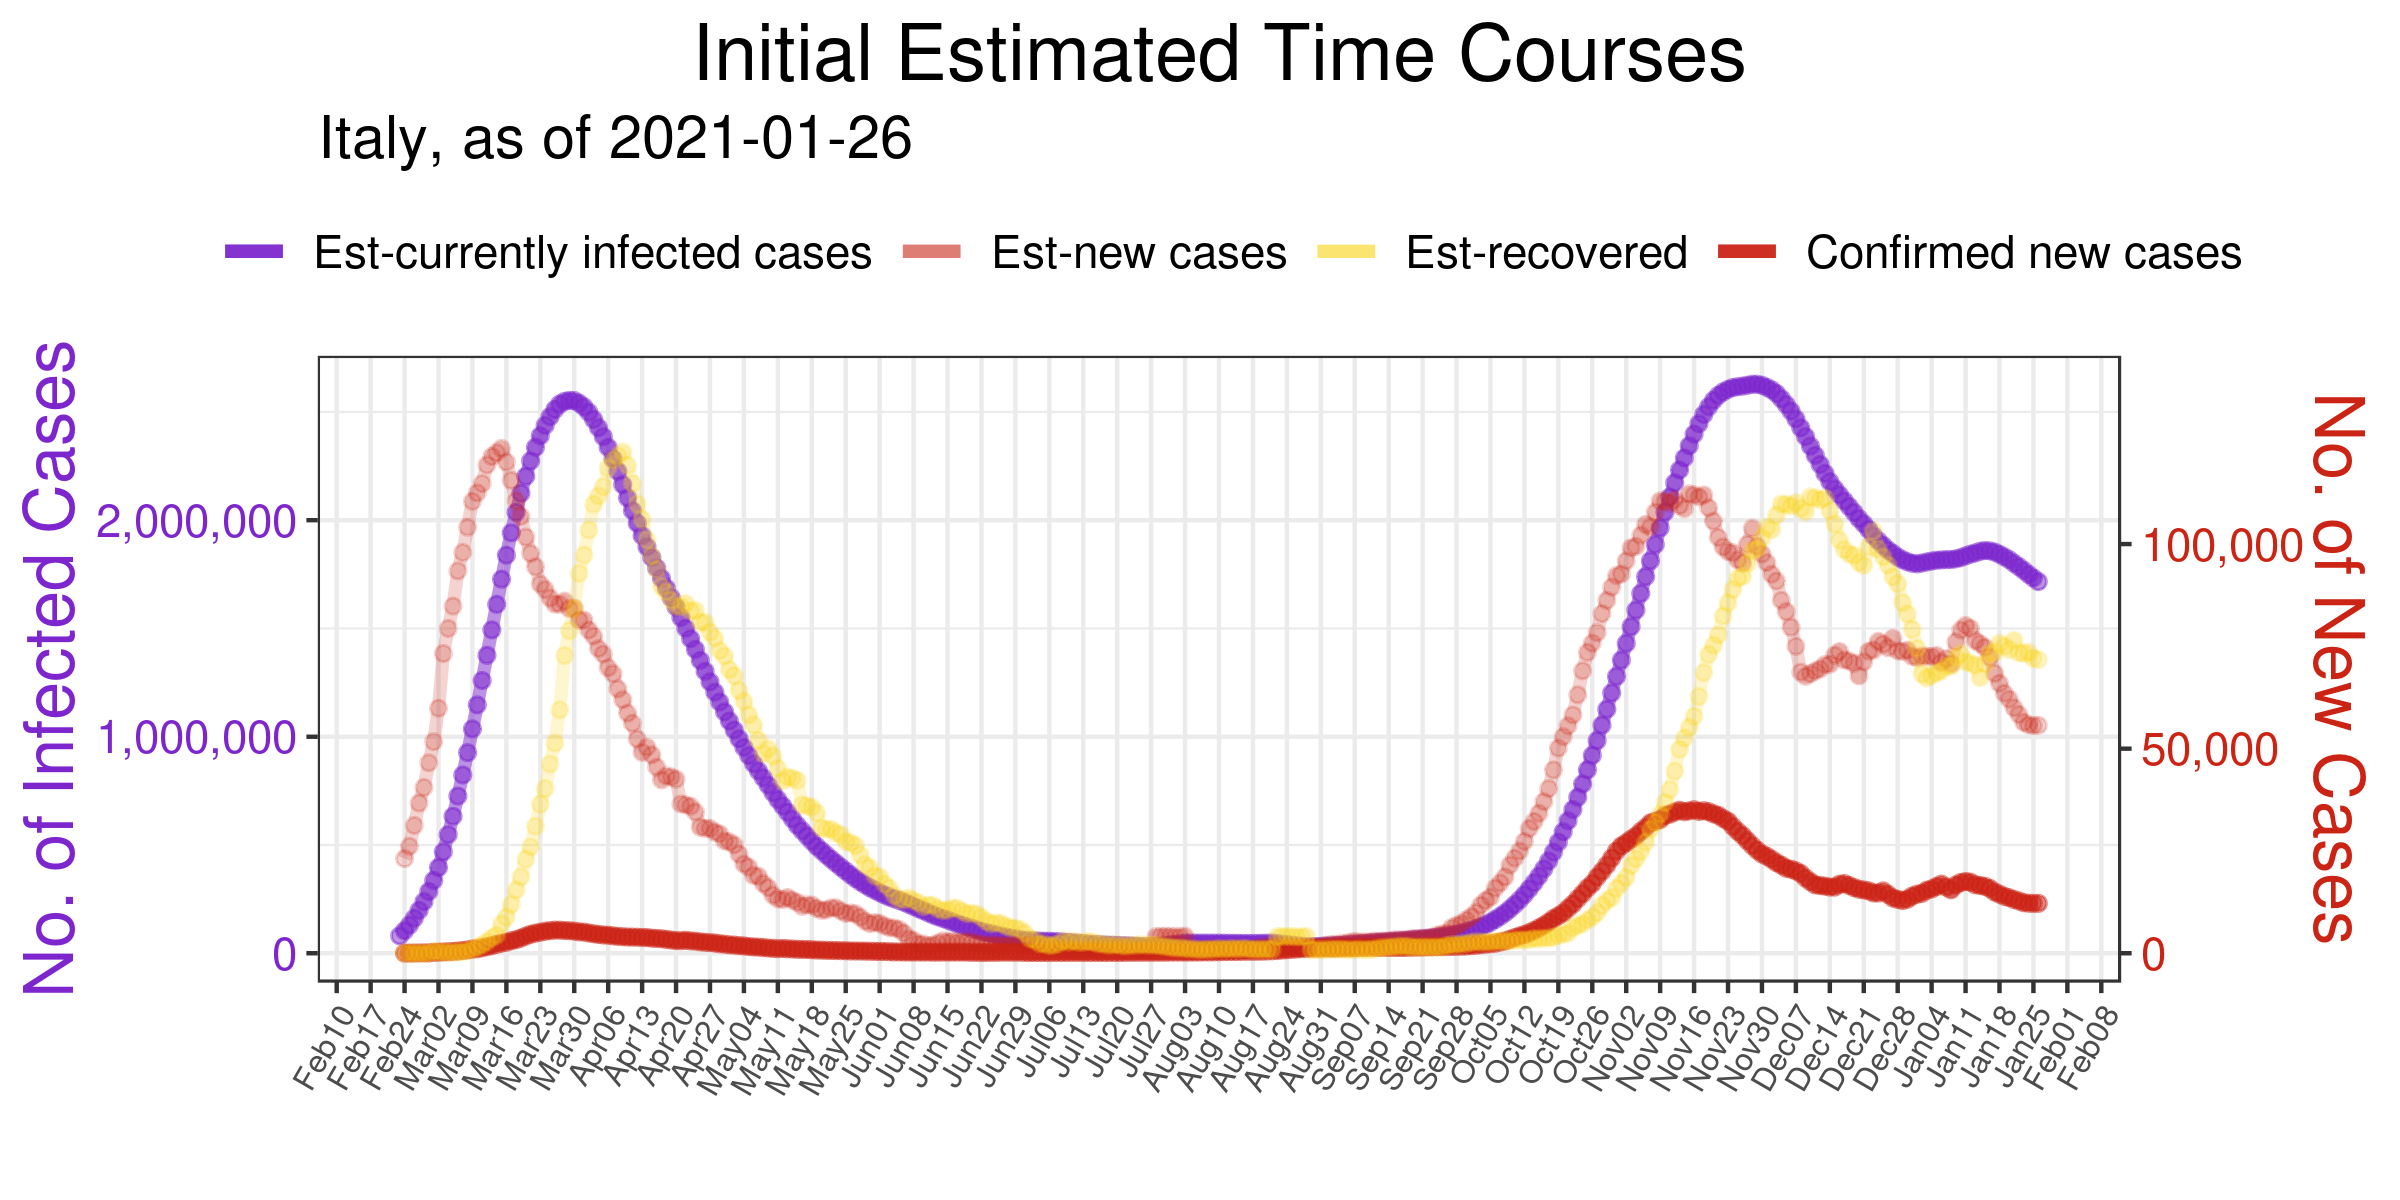 Initial Estimated Time Courses
Italy, as of 2021-01-26
Est-currently infected cases
Est-new cases
Est-recovered
Confirmed new cases
No. of Infected Cases
2,000,000
1,000,000
0
100,000
50,000
0
No. of New Cases
Feb10
Feb17
Feb24
Mar02
Mar09
Mar16
Mar23
Mar30
Apr06
Apr13
Apr20
Apr27
May04
May11
May18
May25
Jun01
Jun08
Jun15
Jun22
Jun29
Jul06
Jul13
Jul20
Jul27
Aug03
Aug10
Aug17
Aug24
Aug31
Sep07
Sep14
Sep21
Sep28
Oct05
Oct12
Oct19
Oct26
Nov02
Nov09
Nov16
Nov23
Nov30
Dec07
Dec14
Dec21
Dec28
Jan04
Jan11
Jan18
Jan25
Feb01
Feb08